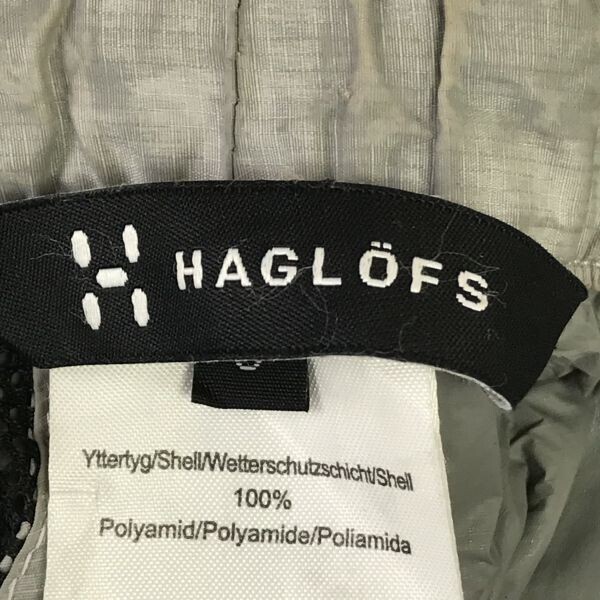 HAGLÖFS
Yttertyg/Shell/Wetterschutzschicht/Shell
100%
Polyamid/Polyamide/Poliamida